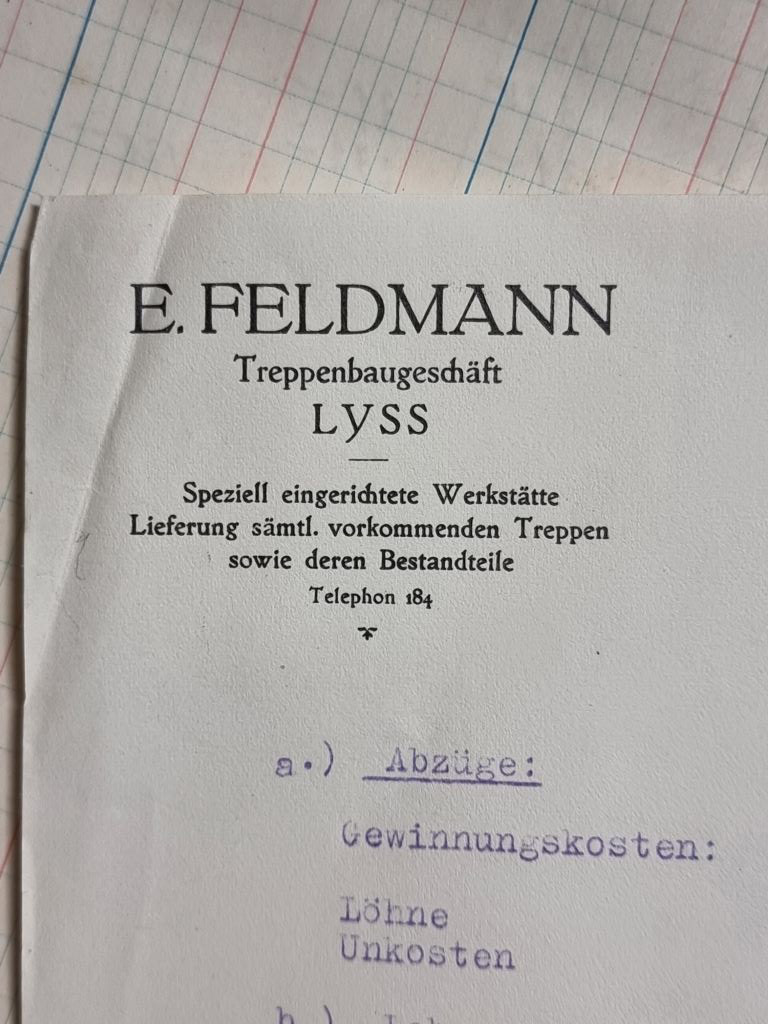 E. FELDMANN
Treppenbaugeschäft
LYSS
Speziell eingerichtete Werkstätte
Lieferung sämtl. vorkommenden Treppen
sowie deren Bestandteile
Telephon 184
a.) Abzüge:
Gewinnungskosten:
Löhne
Unkosten
b.)